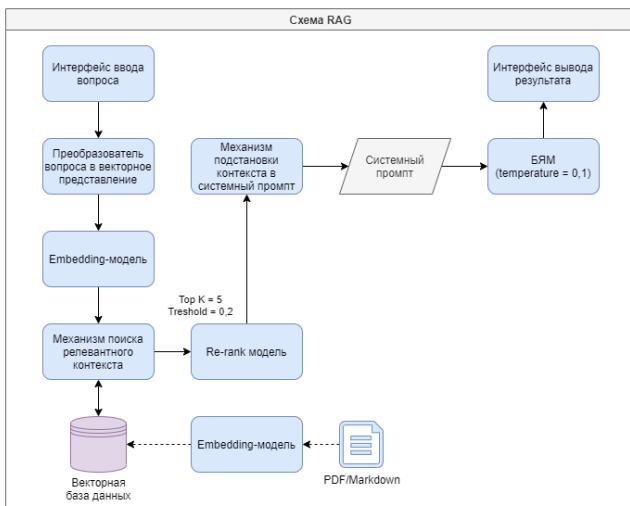 Схема RAG
Интерфейс ввода
вопроса
Преобразователь
вопроса в векторное
представление
Embedding-модель
Механизм поиска
релевантного
контекста
Top K = 5
Treshold = 0,2
Re-rank модель
Механизм
подстановки
контекста в
системный промпт
Системный
промпт
БЯМ
(temperature = 0,1)
Интерфейс вывода
результата
Векторная
база данных
Embedding-модель
PDF/Markdown